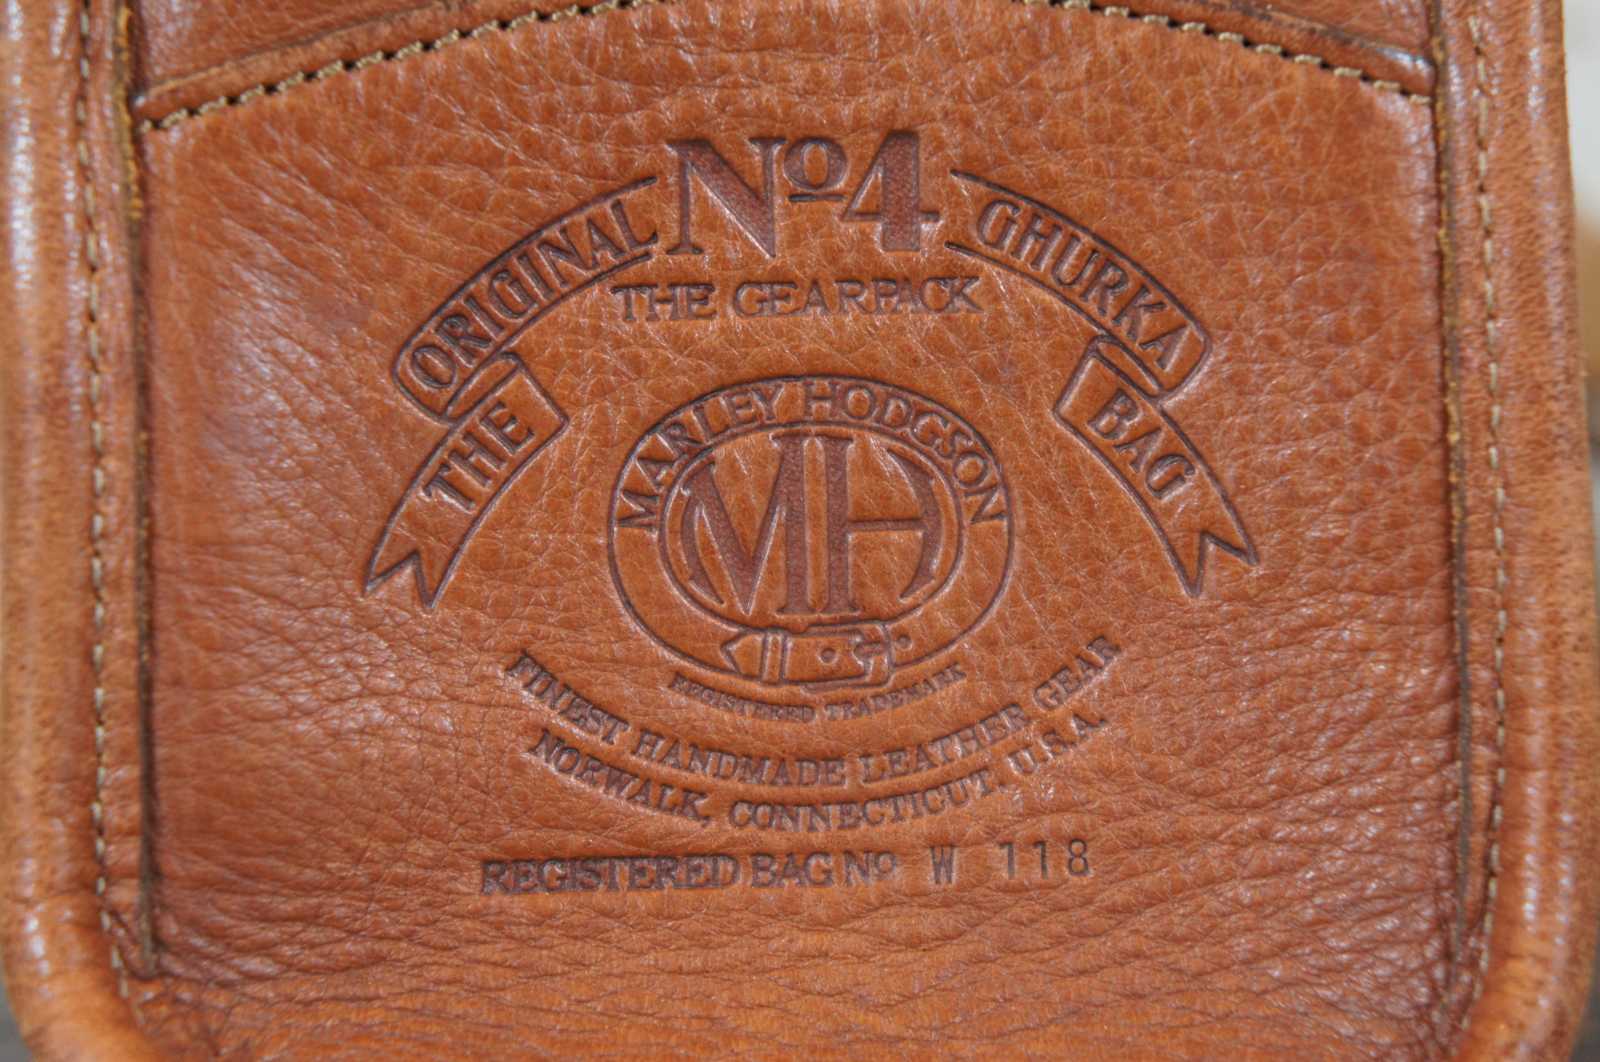 No4
THE ORIGINAL GHURKA BAG
THE GEARPACK
MARLEY HODGSON
MH
REGISTERED TRADEMARK
FINEST HANDMADE LEATHER GEAR
NORWALK, CONNECTICUT, U.S.A.
REGISTERED BAG No W 118